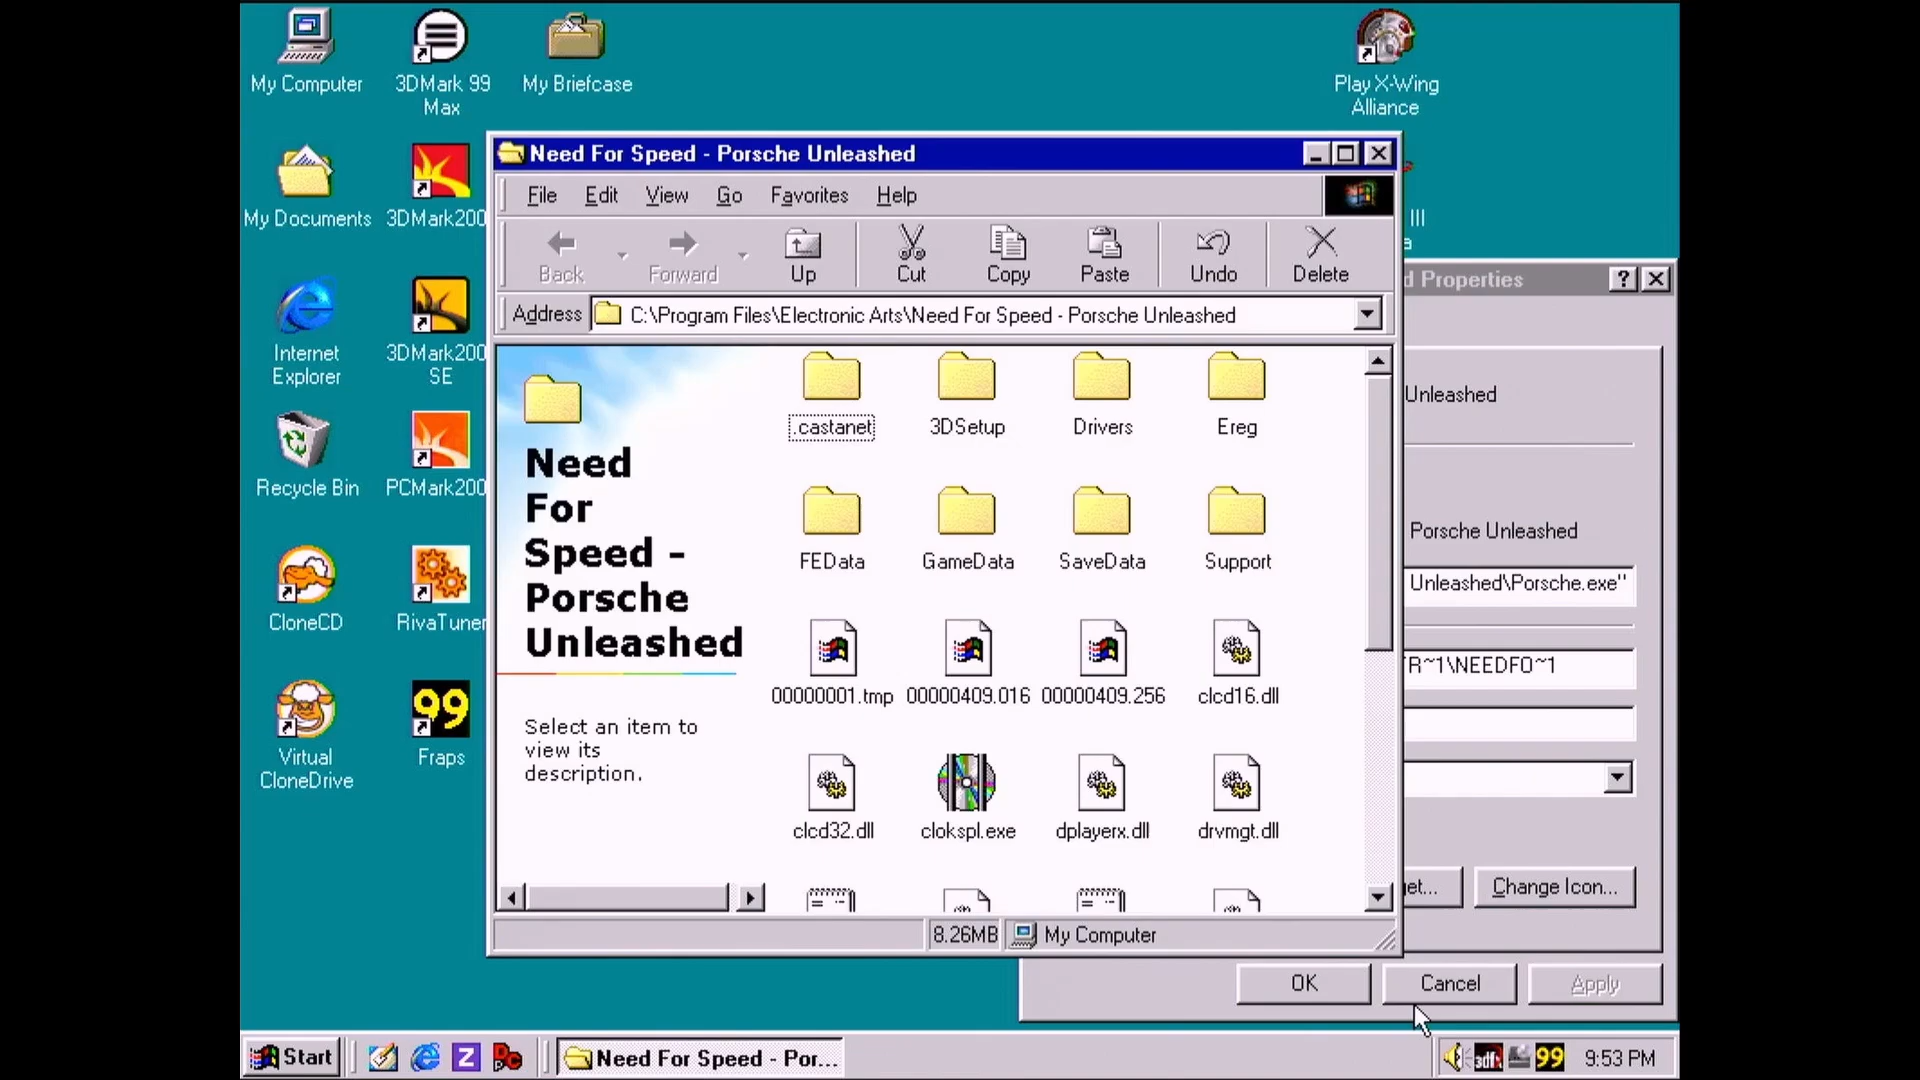 My Computer
3DMark 99
Max
My Briefcase
Play X-Wing
Alliance
My Documents
3DMark200
Internet
Explorer
3DMark200
SE
Recycle Bin
PCMark200
CloneCD
RivaTuner
Virtual
CloneDrive
Fraps
99
III
a
Need For Speed - Porsche Unleashed
File Edit View Go Favorites Help
Back Forward Up Cut Copy Paste Undo Delete
Address C:\Program Files\Electronic Arts\Need For Speed - Porsche Unleashed
Need
For
Speed -
Porsche
Unleashed
Select an item to
view its
description.
.castanet 3DSetup Drivers Ereg
FEData GameData SaveData Support
00000001.tmp 00000409.016 00000409.256 clcd16.dll
clcd32.dll clokspl.exe dplayerx.dll drvmgt.dll
8.26MB My Computer
d Properties
Unleashed
Porsche Unleashed
Unleashed\Porsche.exe"
R~1\NEEDFO~1
get... Change Icon...
OK Cancel Apply
Start
Z
Need For Speed - Por...
3dfx
99
9:53 PM